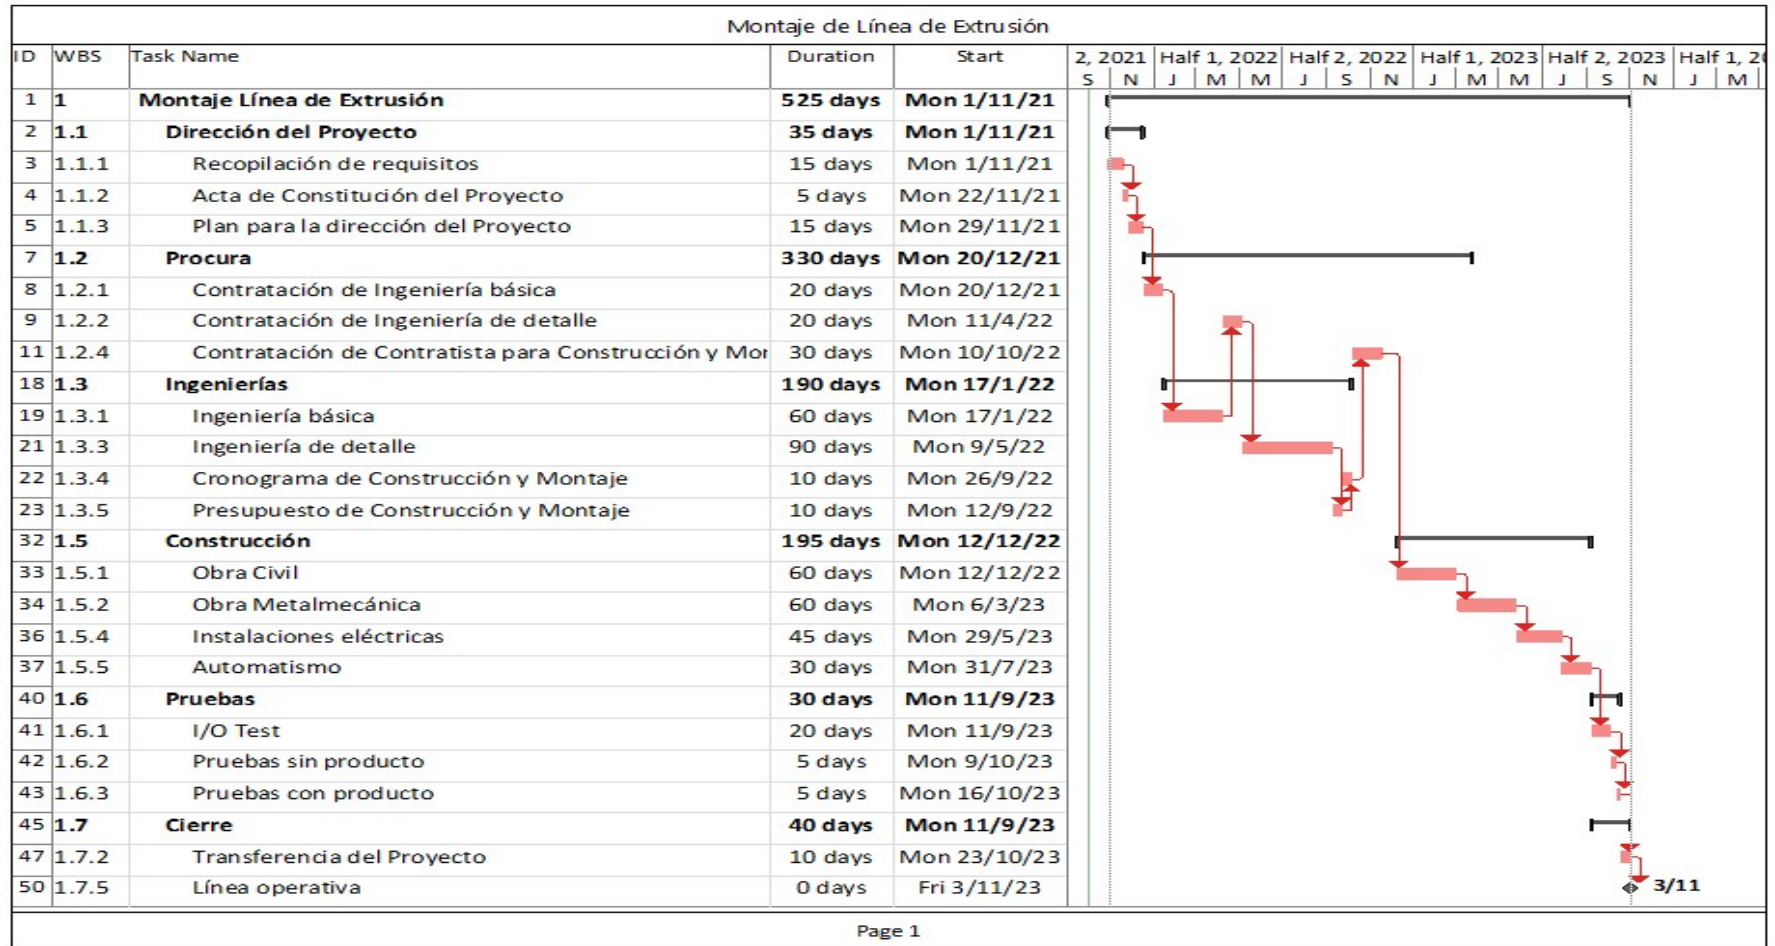 Montaje de Línea de Extrusión
ID WBS Task Name Duration Start 2, 2021 Half 1, 2022 Half 2, 2022 Half 1, 2023 Half 2, 2023 Half 1, 20
S N J M M J S N J M M J S N J M
1 1 Montaje Línea de Extrusión 525 days Mon 1/11/21
2 1.1 Dirección del Proyecto 35 days Mon 1/11/21
3 1.1.1 Recopilación de requisitos 15 days Mon 1/11/21
4 1.1.2 Acta de Constitución del Proyecto 5 days Mon 22/11/21
5 1.1.3 Plan para la dirección del Proyecto 15 days Mon 29/11/21
7 1.2 Procura 330 days Mon 20/12/21
8 1.2.1 Contratación de Ingeniería básica 20 days Mon 20/12/21
9 1.2.2 Contratación de Ingeniería de detalle 20 days Mon 11/4/22
11 1.2.4 Contratación de Contratista para Construcción y Mon 30 days Mon 10/10/22
18 1.3 Ingenierías 190 days Mon 17/1/22
19 1.3.1 Ingeniería básica 60 days Mon 17/1/22
21 1.3.3 Ingeniería de detalle 90 days Mon 9/5/22
22 1.3.4 Cronograma de Construcción y Montaje 10 days Mon 26/9/22
23 1.3.5 Presupuesto de Construcción y Montaje 10 days Mon 12/9/22
32 1.5 Construcción 195 days Mon 12/12/22
33 1.5.1 Obra Civil 60 days Mon 12/12/22
34 1.5.2 Obra Metalmecánica 60 days Mon 6/3/23
36 1.5.4 Instalaciones eléctricas 45 days Mon 29/5/23
37 1.5.5 Automatismo 30 days Mon 31/7/23
40 1.6 Pruebas 30 days Mon 11/9/23
41 1.6.1 I/O Test 20 days Mon 11/9/23
42 1.6.2 Pruebas sin producto 5 days Mon 9/10/23
43 1.6.3 Pruebas con producto 5 days Mon 16/10/23
45 1.7 Cierre 40 days Mon 11/9/23
47 1.7.2 Transferencia del Proyecto 10 days Mon 23/10/23
50 1.7.5 Línea operativa 0 days Fri 3/11/23 3/11
Page 1